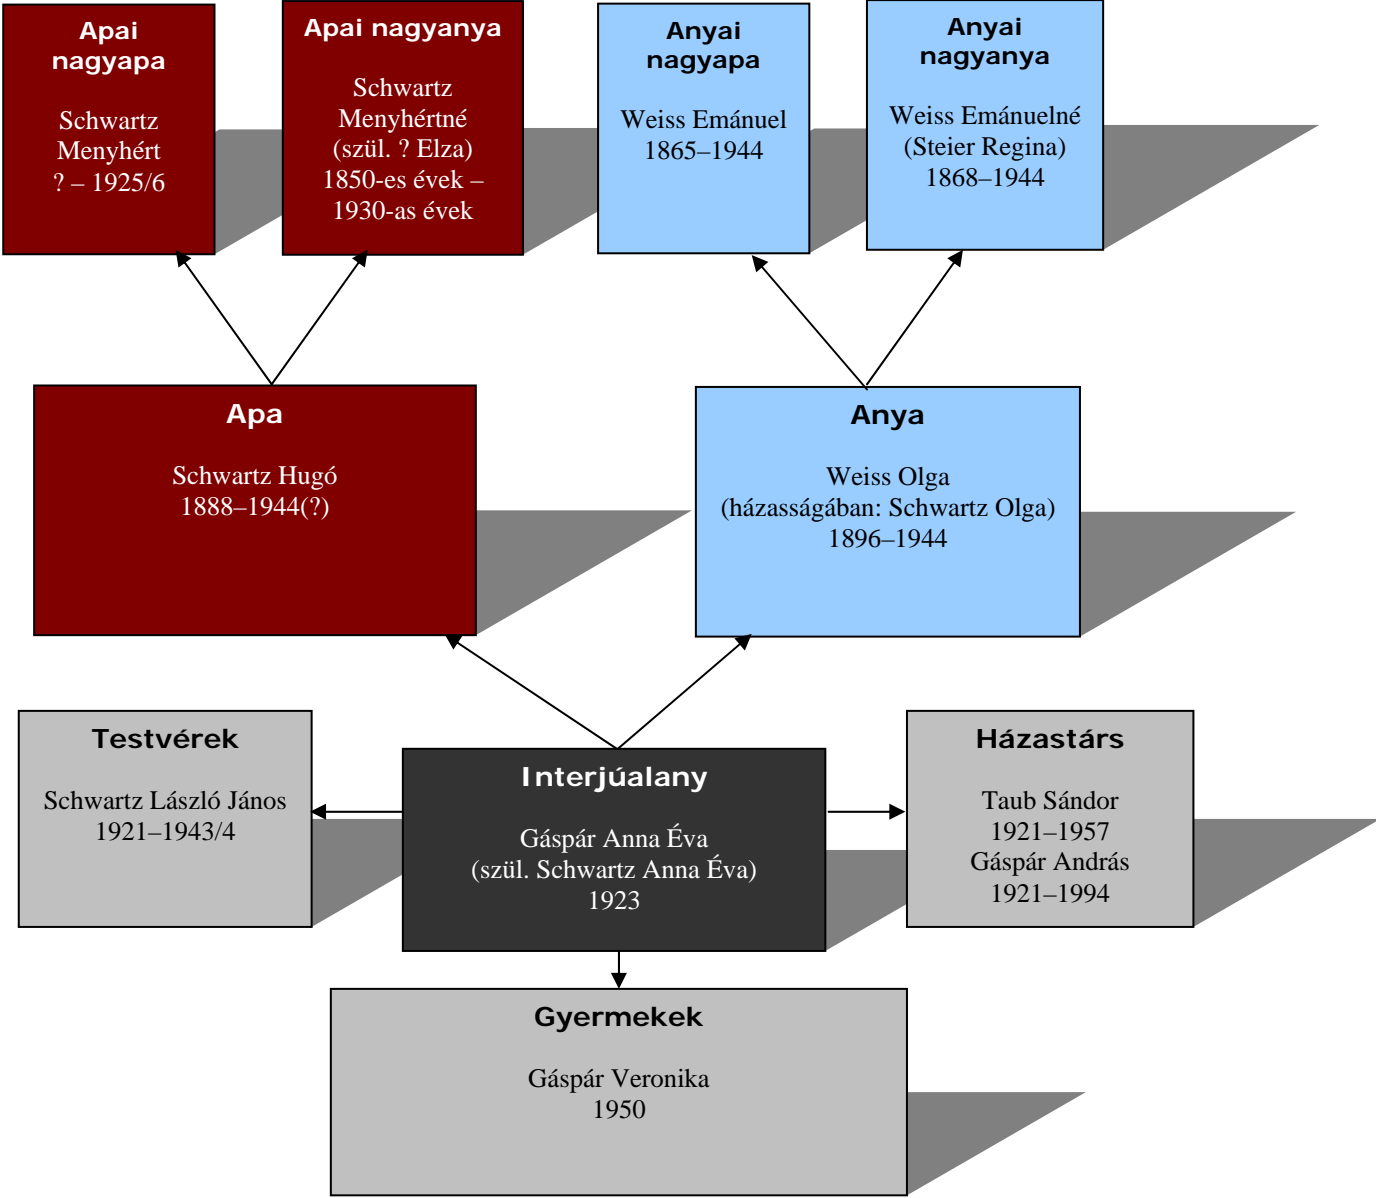 Apai
nagyapa
Schwartz
Menyhért
? – 1925/6
Apai nagyanya
Schwartz
Menyhértné
(szül. ? Elza)
1850-es évek –
1930-as évek
Anyai
nagyapa
Weiss Emánuel
1865–1944
Anyai
nagyanya
Weiss Emánuelné
(Steier Regina)
1868–1944
Apa
Schwartz Hugó
1888–1944(?)
Anya
Weiss Olga
(házasságában: Schwartz Olga)
1896–1944
Testvérek
Schwartz László János
1921–1943/4
Interjúalany
Gáspár Anna Éva
(szül. Schwartz Anna Éva)
1923
Házastárs
Taub Sándor
1921–1957
Gáspár András
1921–1994
Gyermekek
Gáspár Veronika
1950